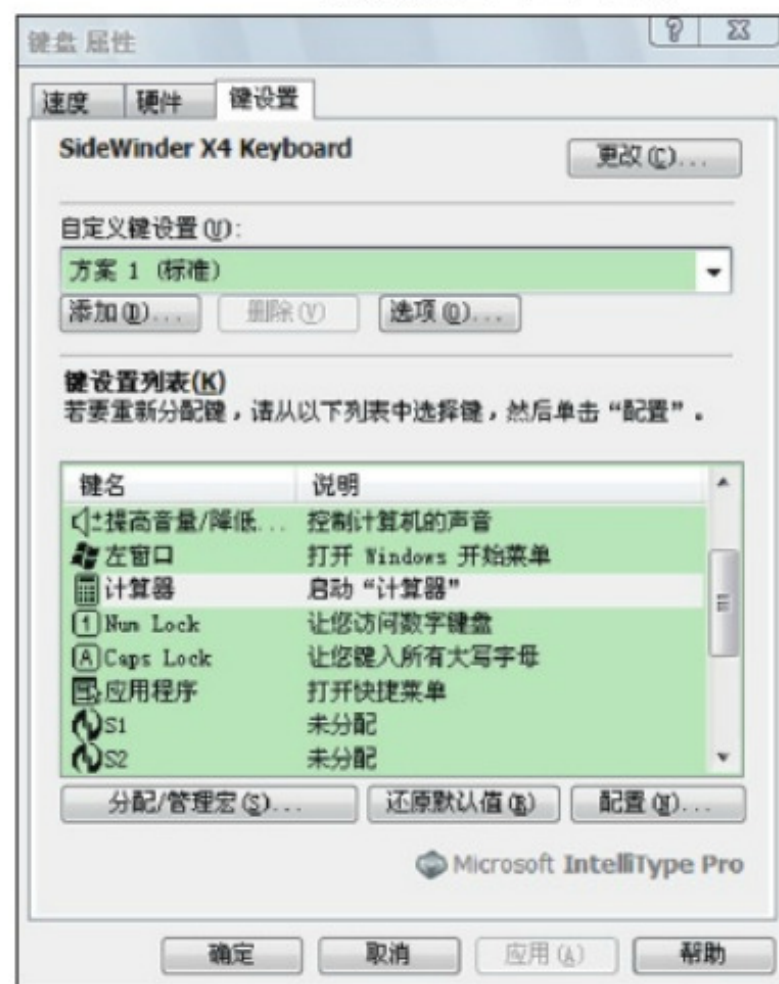 键盘 属性
速度 硬件 键设置
SideWinder X4 Keyboard
更改(C)...
自定义键设置(U):
方案 1 (标准)
添加(D)... 删除(V) 选项(O)...
键设置列表(K)
若要重新分配键，请从以下列表中选择键，然后单击“配置”。
键名 说明
提高音量/降低... 控制计算机的声音
左窗口 打开 Windows 开始菜单
计算器 启动“计算器”
1 Num Lock 让您访问数字键盘
A Caps Lock 让您键入所有大写字母
应用程序 打开快捷菜单
S1 未分配
S2 未分配
分配/管理宏(S)... 还原默认值(R) 配置(N)...
Microsoft IntelliType Pro
确定 取消 应用(A) 帮助